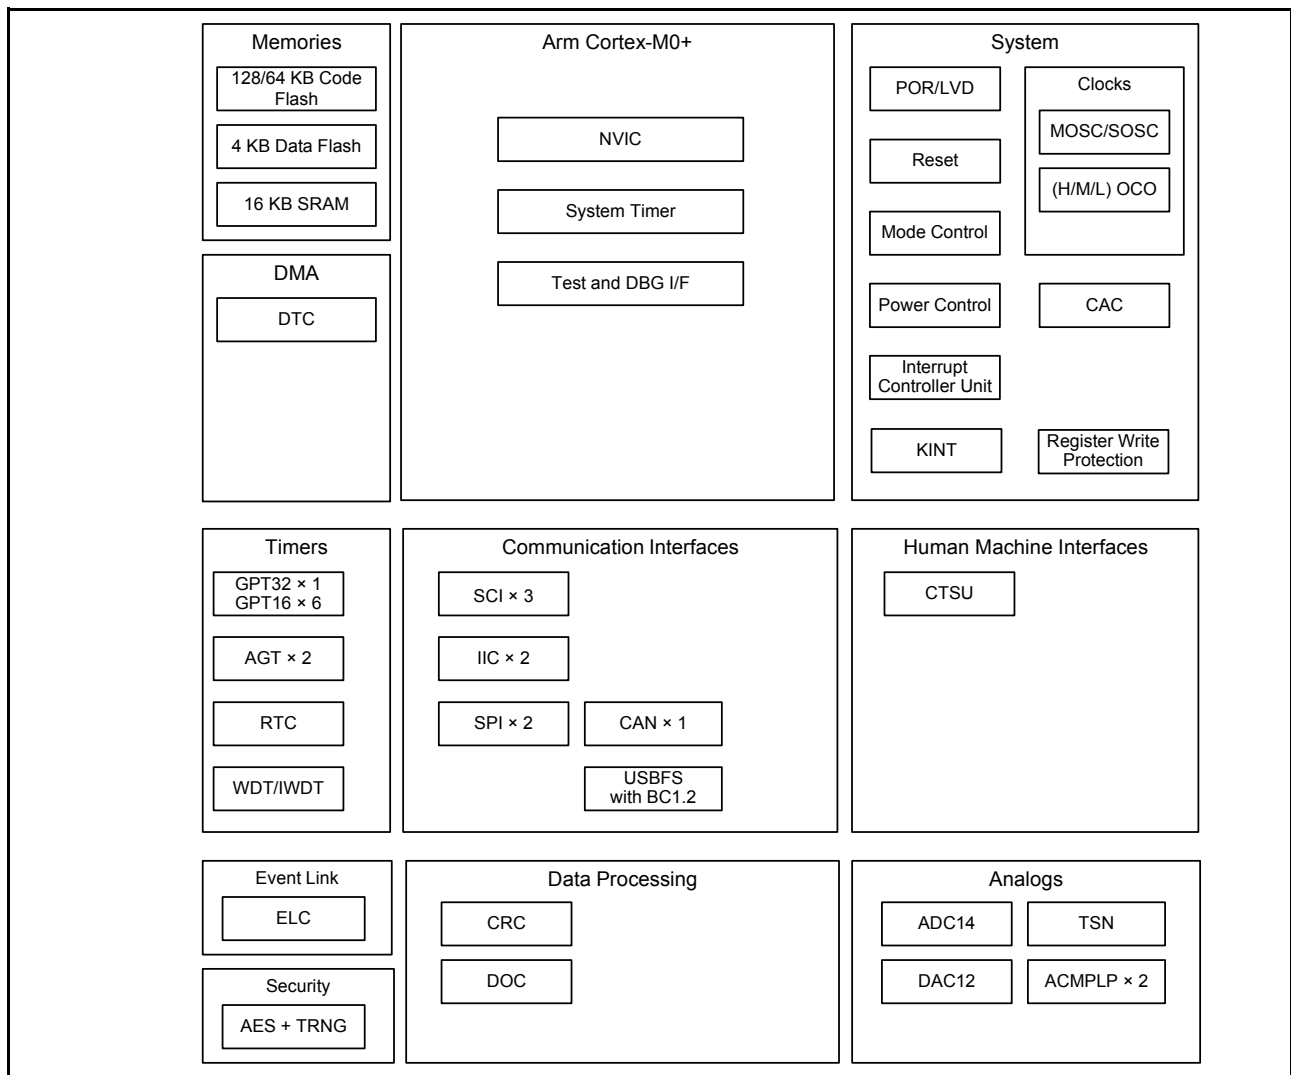 Memories
128/64 KB Code
Flash
4 KB Data Flash
16 KB SRAM
DMA
DTC
Arm Cortex-M0+
NVIC
System Timer
Test and DBG I/F
System
POR/LVD
Reset
Mode Control
Power Control
Interrupt
Controller Unit
KINT
Clocks
MOSC/SOSC
(H/M/L) OCO
CAC
Register Write
Protection
Timers
GPT32 × 1
GPT16 × 6
AGT × 2
RTC
WDT/IWDT
Communication Interfaces
SCI × 3
IIC × 2
SPI × 2
CAN × 1
USBFS
with BC1.2
Human Machine Interfaces
CTSU
Event Link
ELC
Security
AES + TRNG
Data Processing
CRC
DOC
Analogs
ADC14
TSN
DAC12
ACMPLP × 2